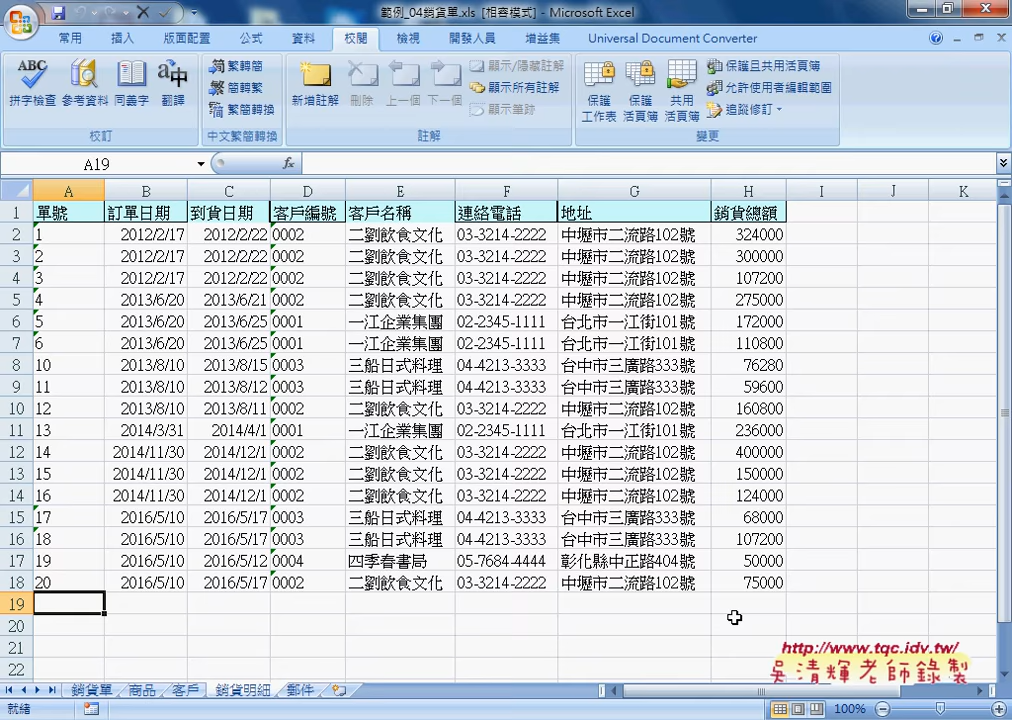 範例_04銷貨單.xls [相容模式] - Microsoft Excel
常用 插入 版面配置 公式 資料 校閱 檢視 開發人員 增益集 Universal Document Converter
ABC
拼字檢查 參考資料 同義字 翻譯
校訂
繁轉簡
簡轉繁
繁簡轉換
中文繁簡轉換
新增註解 刪除 上一個 下一個
顯示/隱藏註解
顯示所有註解
顯示筆跡
註解
保護工作表 保護活頁簿 共用活頁簿
保護且共用活頁簿
允許使用者編輯範圍
追蹤修訂
變更
A19 fx
A B C D E F G H I J K
1 單號 訂單日期 到貨日期 客戶編號 客戶名稱 連絡電話 地址 銷貨總額
2 1 2012/2/17 2012/2/22 0002 二劉飲食文化 03-3214-2222 中壢市二流路102號 324000
3 2 2012/2/17 2012/2/22 0002 二劉飲食文化 03-3214-2222 中壢市二流路102號 300000
4 3 2012/2/17 2012/2/22 0002 二劉飲食文化 03-3214-2222 中壢市二流路102號 107200
5 4 2013/6/20 2013/6/21 0002 二劉飲食文化 03-3214-2222 中壢市二流路102號 275000
6 5 2013/6/20 2013/6/25 0001 一江企業集團 02-2345-1111 台北市一江街101號 172000
7 6 2013/6/20 2013/6/25 0001 一江企業集團 02-2345-1111 台北市一江街101號 110800
8 10 2013/8/10 2013/8/15 0003 三船日式料理 04-4213-3333 台中市三廣路333號 76280
9 11 2013/8/10 2013/8/12 0003 三船日式料理 04-4213-3333 台中市三廣路333號 59600
10 12 2013/8/10 2013/8/11 0002 二劉飲食文化 03-3214-2222 中壢市二流路102號 160800
11 13 2014/3/31 2014/4/1 0001 一江企業集團 02-2345-1111 台北市一江街101號 236000
12 14 2014/11/30 2014/12/1 0002 二劉飲食文化 03-3214-2222 中壢市二流路102號 400000
13 15 2014/11/30 2014/12/1 0002 二劉飲食文化 03-3214-2222 中壢市二流路102號 150000
14 16 2014/11/30 2014/12/1 0002 二劉飲食文化 03-3214-2222 中壢市二流路102號 124000
15 17 2016/5/10 2016/5/17 0003 三船日式料理 04-4213-3333 台中市三廣路333號 68000
16 18 2016/5/10 2016/5/17 0003 三船日式料理 04-4213-3333 台中市三廣路333號 107200
17 19 2016/5/10 2016/5/12 0004 四季春書局 05-7684-4444 彰化縣中正路404號 50000
18 20 2016/5/10 2016/5/17 0002 二劉飲食文化 03-3214-2222 中壢市二流路102號 75000
19
20
21
22
http://www.tqc.idv.tw/
吳清輝老師錄製
銷貨單 商品 客戶 銷貨明細 郵件
就緒 100%